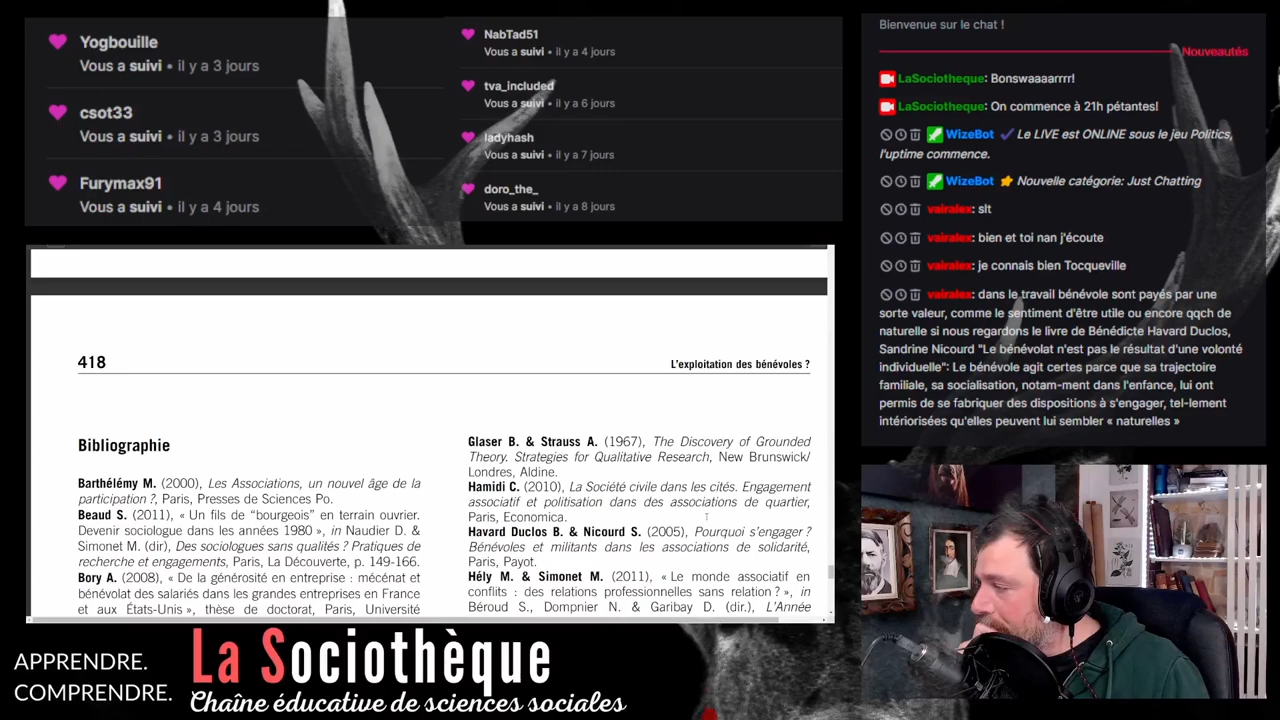 Yogbouille
Vous a suivi • il y a 3 jours
csot33
Vous a suivi • il y a 3 jours
Furymax91
Vous a suivi • il y a 4 jours
NabTad51
Vous a suivi • il y a 4 jours
tva_included
Vous a suivi • il y a 6 jours
ladyhash
Vous a suivi • il y a 7 jours
doro_the_
Vous a suivi • il y a 8 jours
Bienvenue sur le chat !
Nouveautés
LaSociotheque: Bonswaaaarrrr!
LaSociotheque: On commence à 21h pétantes!
WizeBot Le LIVE est ONLINE sous le jeu Politics,
l'uptime commence.
WizeBot Nouvelle catégorie: Just Chatting
vairalex: slt
vairalex: bien et toi nan j'écoute
vairalex: je connais bien Tocqueville
vairalex: dans le travail bénévole sont payés par une
sorte valeur, comme le sentiment d'être utile ou encore qqch de
naturelle si nous regardons le livre de Bénédicte Havard Duclos,
Sandrine Nicourd "Le bénévolat n'est pas le résultat d'une volonté
individuelle": Le bénévole agit certes parce que sa trajectoire
familiale, sa socialisation, notam-ment dans l'enfance, lui ont
permis de se fabriquer des dispositions à s'engager, tel-lement
intériorisées qu'elles peuvent lui sembler « naturelles »
418
L'exploitation des bénévoles ?
Bibliographie
Barthélémy M. (2000), Les Associations, un nouvel âge de la
participation ?, Paris, Presses de Sciences Po.
Beaud S. (2011), « Un fils de "bourgeois" en terrain ouvrier.
Devenir sociologue dans les années 1980 », in Naudier D. &
Simonet M. (dir), Des sociologues sans qualités ? Pratiques de
recherche et engagements, Paris, La Découverte, p. 149-166.
Bory A. (2008), « De la générosité en entreprise : mécénat et
bénévolat des salariés dans les grandes entreprises en France
et aux États-Unis », thèse de doctorat, Paris, Université
Glaser B. & Strauss A. (1967), The Discovery of Grounded
Theory. Strategies for Qualitative Research, New Brunswick/
Londres, Aldine.
Hamidi C. (2010), La Société civile dans les cités. Engagement
associatif et politisation dans des associations de quartier,
Paris, Economica.
Havard Duclos B. & Nicourd S. (2005), Pourquoi s'engager ?
Bénévoles et militants dans les associations de solidarité,
Paris, Payot.
Hély M. & Simonet M. (2011), « Le monde associatif en
conflits : des relations professionnelles sans relation ? », in
Béroud S., Dompnier N. & Garibay D. (dir.), L'Année
APPRENDRE.
COMPRENDRE.
La Sociothèque
Chaîne éducative de sciences sociales